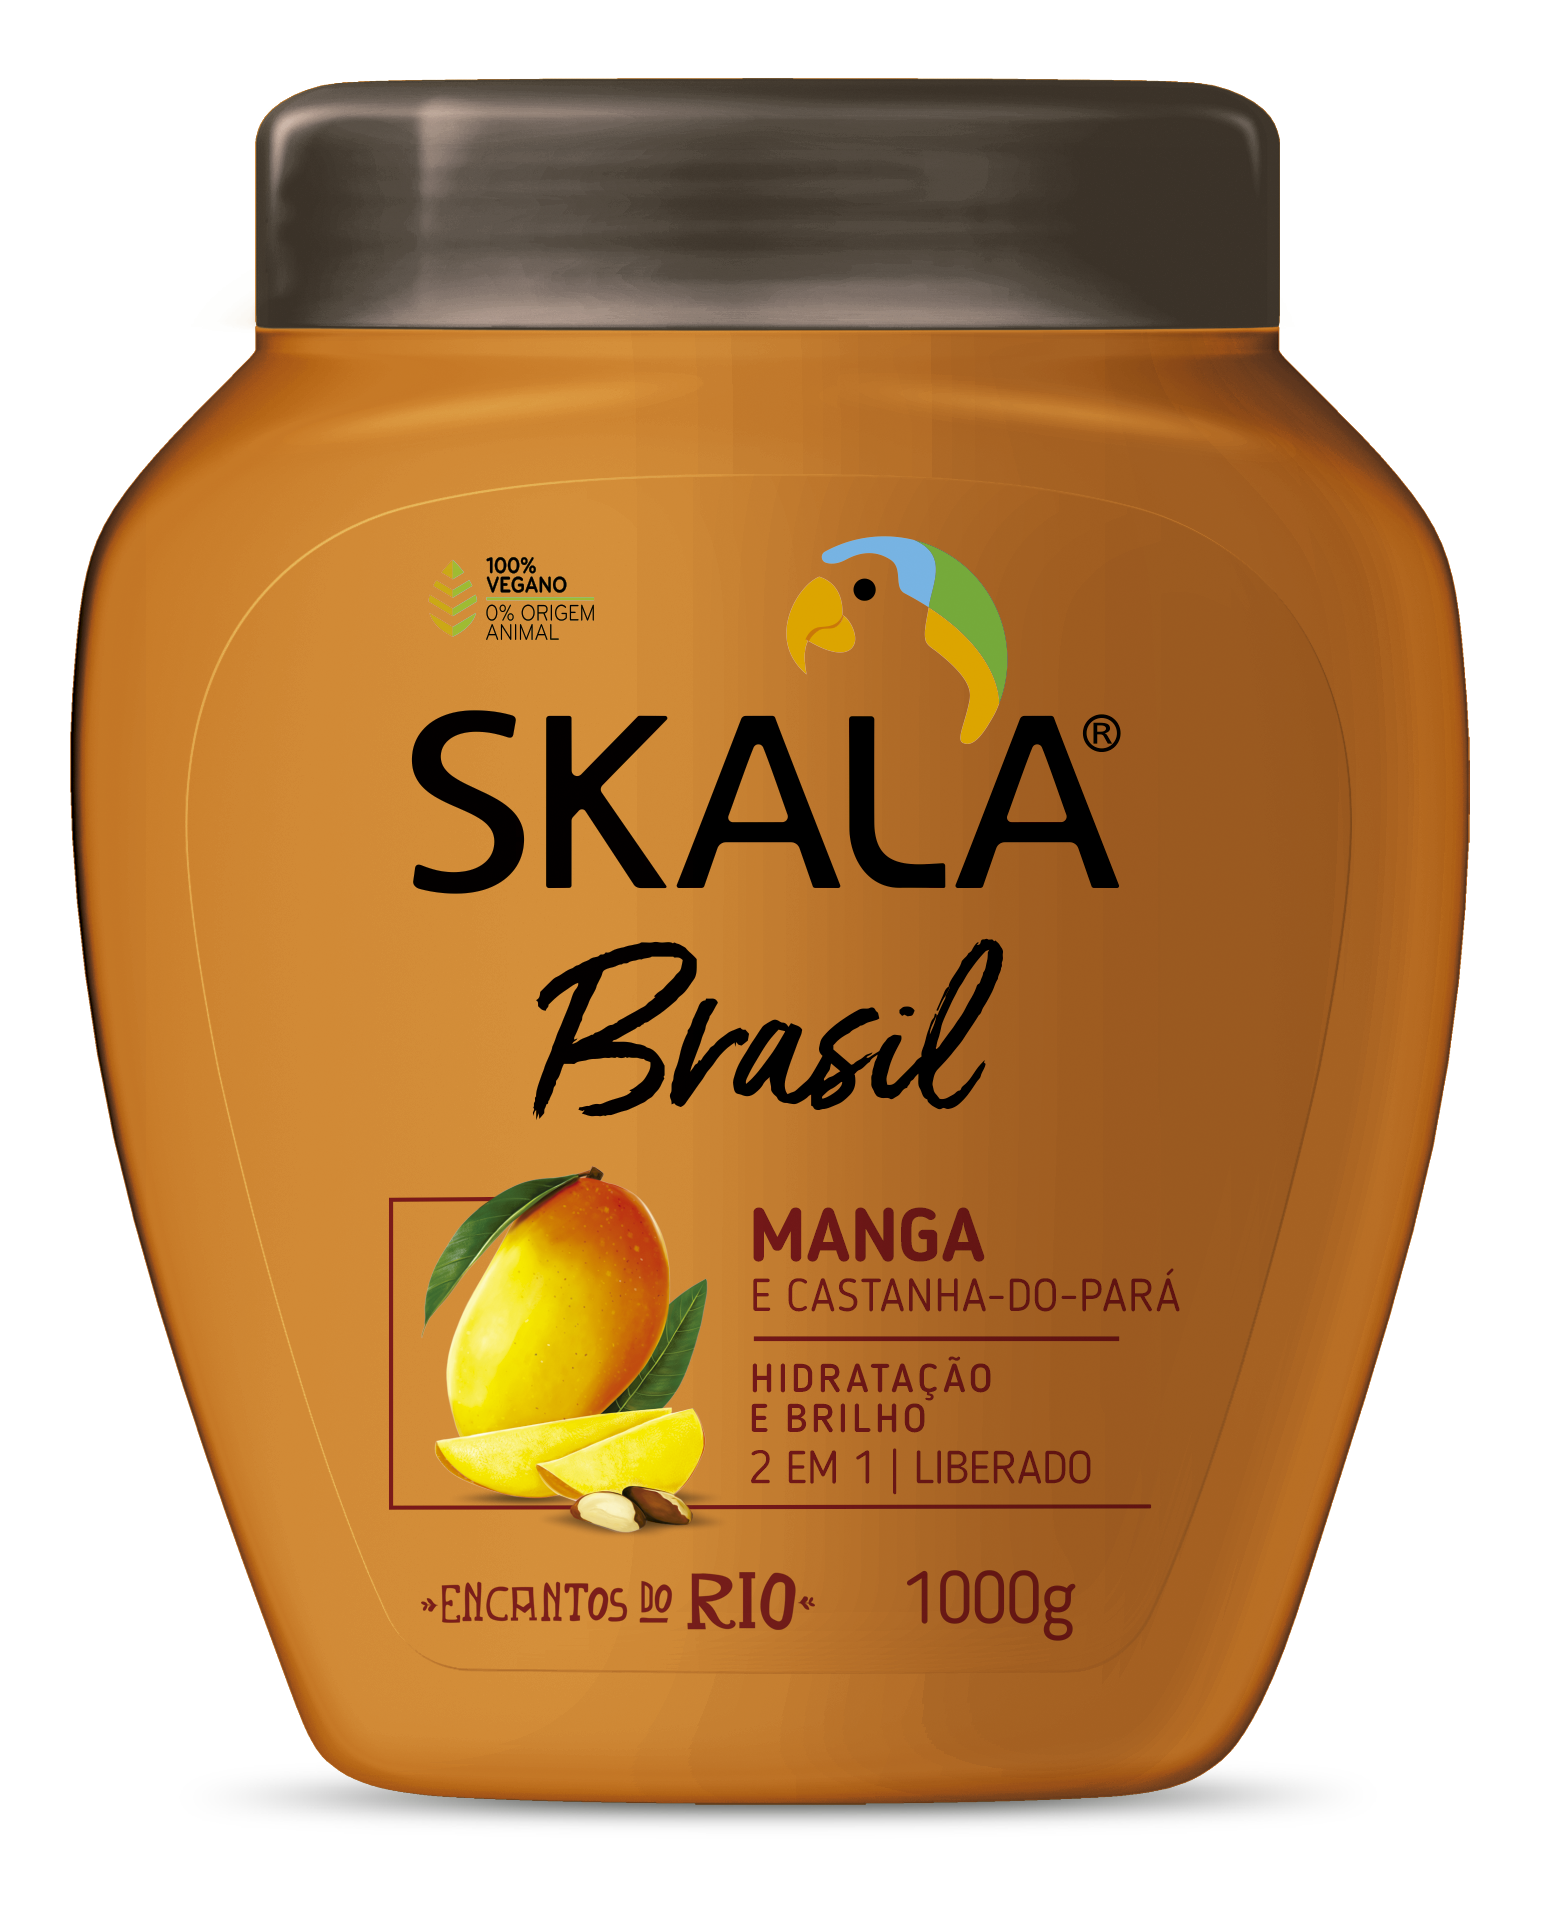 100%
VEGANO
0% ORIGEM
ANIMAL
SKALA®
Brasil
MANGA
E CASTANHA-DO-PARÁ
HIDRATAÇÃO
E BRILHO
2 EM 1 | LIBERADO
»ENCANTOS DO RIO«
1000g